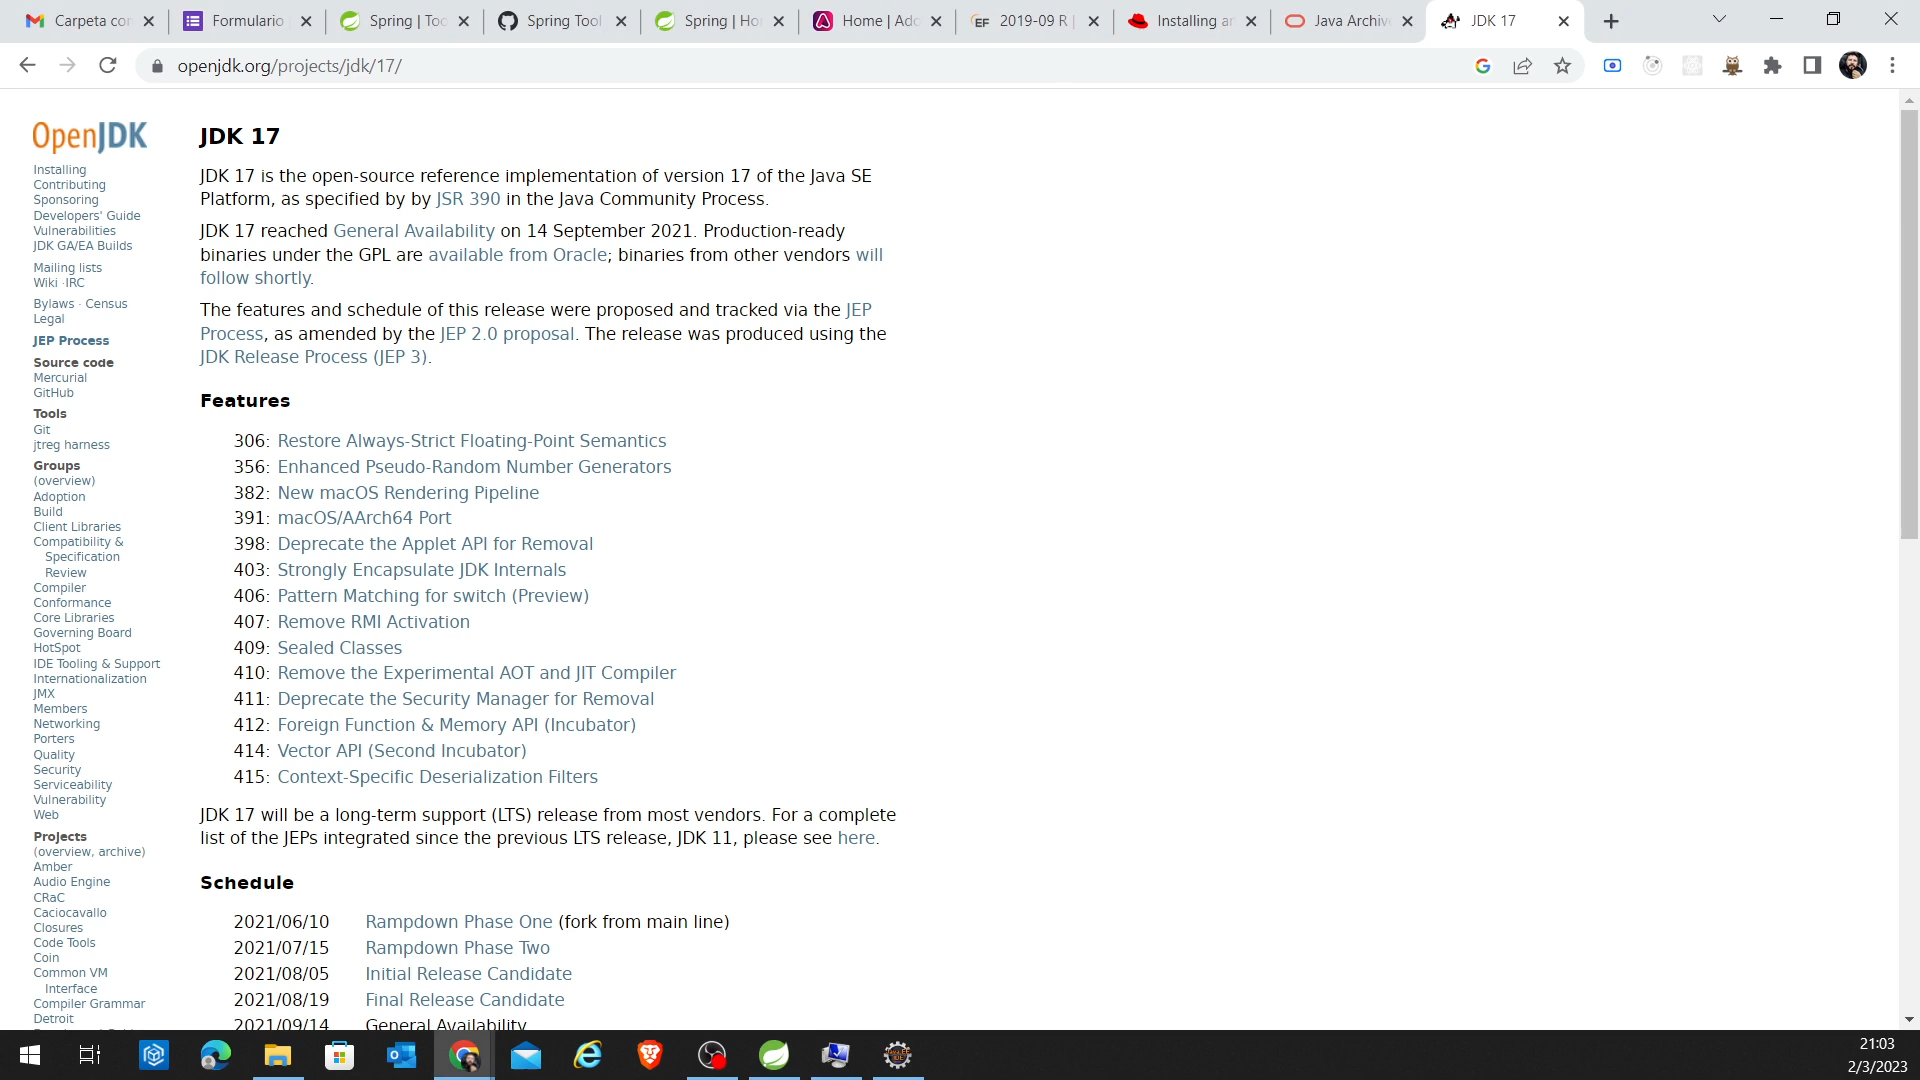 Carpeta con
Formulario
Spring | Too
Spring Tool
Spring | Ho
Home | Ado
EF 2019-09 R |
Installing an
Java Archiv
JDK 17
openjdk.org/projects/jdk/17/
OpenJDK
Installing
Contributing
Sponsoring
Developers' Guide
Vulnerabilities
JDK GA/EA Builds
Mailing lists
Wiki · IRC
Bylaws · Census
Legal
JEP Process
Source code
Mercurial
GitHub
Tools
Git
jtreg harness
Groups
(overview)
Adoption
Build
Client Libraries
Compatibility &
Specification
Review
Compiler
Conformance
Core Libraries
Governing Board
HotSpot
IDE Tooling & Support
Internationalization
JMX
Members
Networking
Porters
Quality
Security
Serviceability
Vulnerability
Web
Projects
(overview, archive)
Amber
Audio Engine
CRaC
Caciocavallo
Closures
Code Tools
Coin
Common VM
Interface
Compiler Grammar
Detroit
JDK 17
JDK 17 is the open-source reference implementation of version 17 of the Java SE
Platform, as specified by by JSR 390 in the Java Community Process.
JDK 17 reached General Availability on 14 September 2021. Production-ready
binaries under the GPL are available from Oracle; binaries from other vendors will
follow shortly.
The features and schedule of this release were proposed and tracked via the JEP
Process, as amended by the JEP 2.0 proposal. The release was produced using the
JDK Release Process (JEP 3).
Features
306: Restore Always-Strict Floating-Point Semantics
356: Enhanced Pseudo-Random Number Generators
382: New macOS Rendering Pipeline
391: macOS/AArch64 Port
398: Deprecate the Applet API for Removal
403: Strongly Encapsulate JDK Internals
406: Pattern Matching for switch (Preview)
407: Remove RMI Activation
409: Sealed Classes
410: Remove the Experimental AOT and JIT Compiler
411: Deprecate the Security Manager for Removal
412: Foreign Function & Memory API (Incubator)
414: Vector API (Second Incubator)
415: Context-Specific Deserialization Filters
JDK 17 will be a long-term support (LTS) release from most vendors. For a complete
list of the JEPs integrated since the previous LTS release, JDK 11, please see here.
Schedule
2021/06/10 Rampdown Phase One (fork from main line)
2021/07/15 Rampdown Phase Two
2021/08/05 Initial Release Candidate
2021/08/19 Final Release Candidate
2021/09/14 General Availability
21:03
2/3/2023